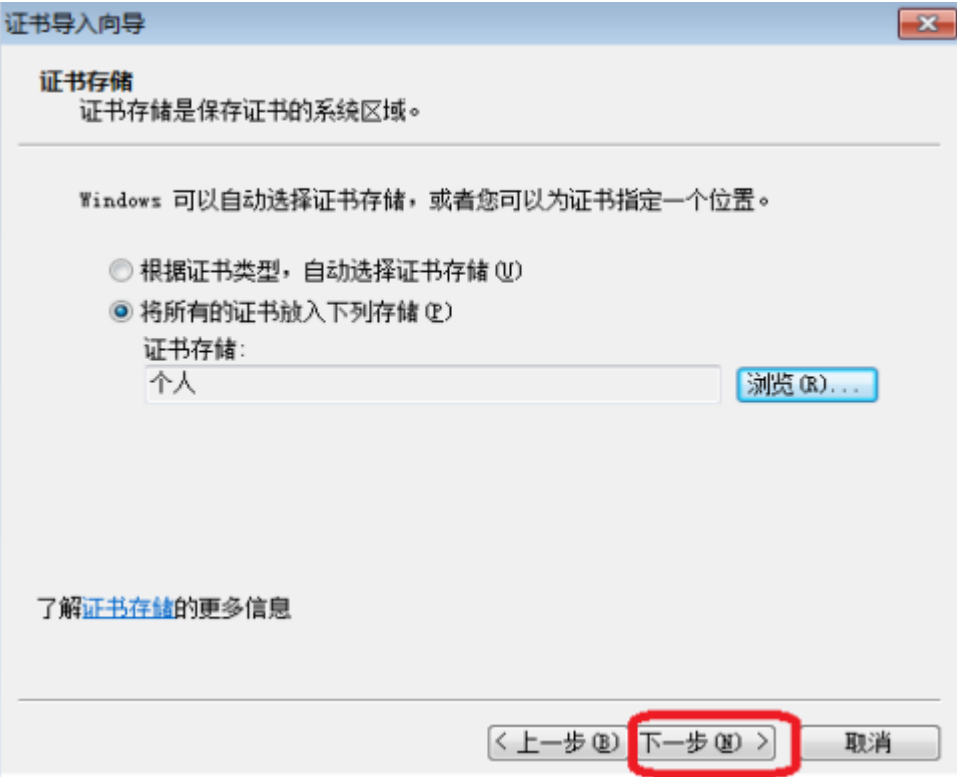 证书导入向导
证书存储
证书存储是保存证书的系统区域。
Windows 可以自动选择证书存储，或者您可以为证书指定一个位置。
根据证书类型，自动选择证书存储(U)
将所有的证书放入下列存储(P)
证书存储:
个人
浏览(R)...
了解证书存储的更多信息
< 上一步(B) 下一步(N) > 取消